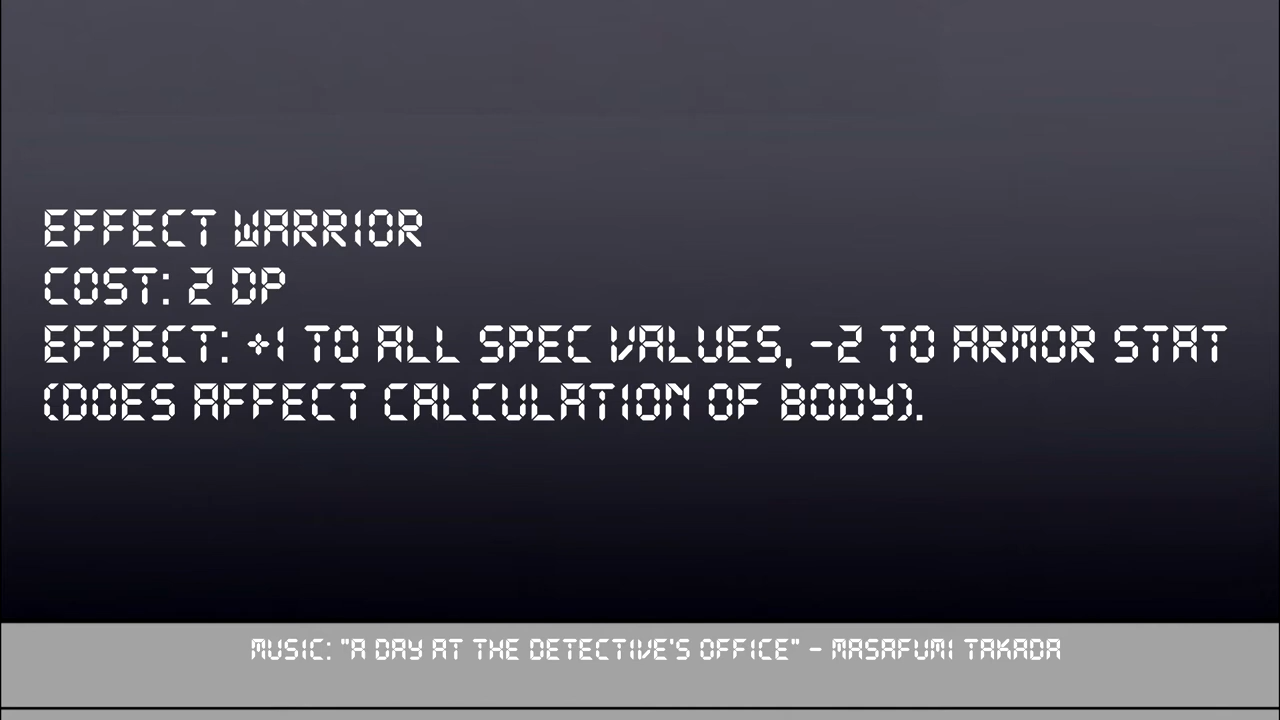 EFFECT WARRIOR
COST: 2 DP
EFFECT: +1 TO ALL SPEC VALUES, -2 TO ARMOR STAT
(DOES AFFECT CALCULATION OF BODY).
MUSIC: "A DAY AT THE DETECTIVE'S OFFICE" - MASAFUMI TAKADA